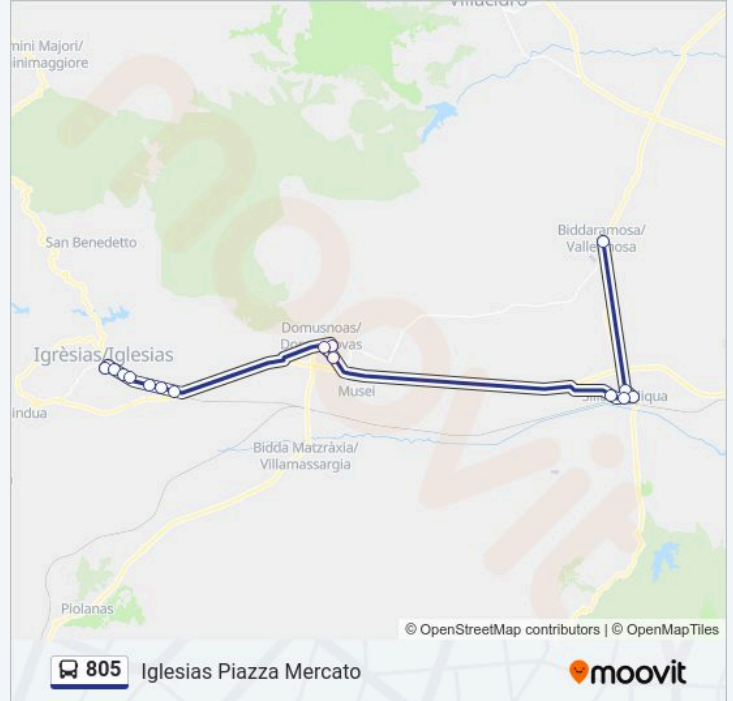 Villacidro
mini Majori/
inimaggiore
Biddaramosa/
San Benedetto
Domusnoas/
Igrèsias/Iglesias
Musei
indua
Bidda Matzràxia/
Villamassargia
Piolanas
© OpenStreetMap contributors | © OpenMapTiles
805 Iglesias Piazza Mercato
moovit